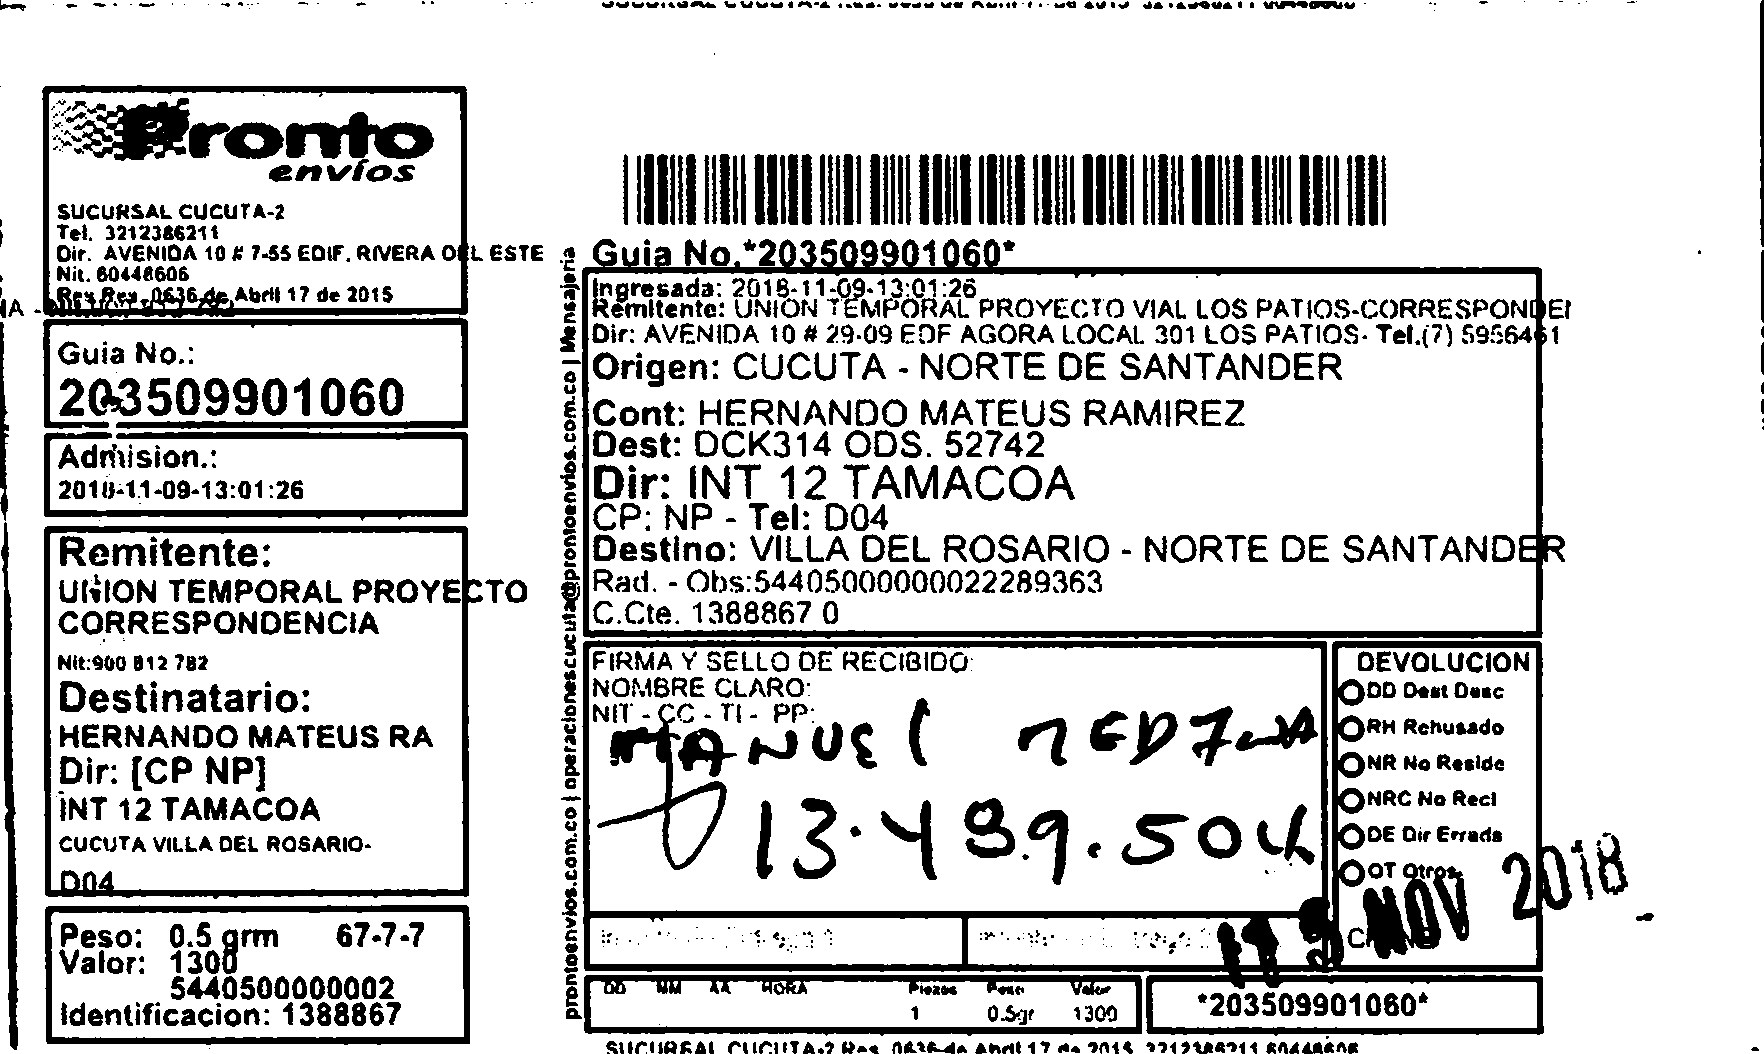 Pronto
envíos
SUCURSAL CUCUTA-2
Tel. 3212386211
Dir. AVENIDA 10 # 7-55 EDIF. RIVERA DEL ESTE
Nit. 60448606
Res Res. 0636 de Abril 17 de 2015
Guia No.:
203509901060
Admision.:
2018-11-09-13:01:26
Remitente:
UNION TEMPORAL PROYECTO
CORRESPONDENCIA
Nit:900 812 782
Destinatario:
HERNANDO MATEUS RA
Dir: [CP NP]
INT 12 TAMACOA
CUCUTA VILLA DEL ROSARIO-
D04
Peso: 0.5 grm 67-7-7
Valor: 1300
5440500000002
Identificacion: 1388867
prontoenvios.com.co | operacionescucuta@prontoenvios.com.co | Mensajeria
Guia No.*203509901060*
Ingresada: 2018-11-09-13:01:26
Remitente: UNION TEMPORAL PROYECTO VIAL LOS PATIOS-CORRESPONDE
Dir: AVENIDA 10 # 29-09 EDF AGORA LOCAL 301 LOS PATIOS- Tel.(7) 5956461
Origen: CUCUTA - NORTE DE SANTANDER
Cont: HERNANDO MATEUS RAMIREZ
Dest: DCK314 ODS. 52742
Dir: INT 12 TAMACOA
CP: NP - Tel: D04
Destino: VILLA DEL ROSARIO - NORTE DE SANTANDER
Rad. - Obs:54405000000022289363
C.Cte. 1388867 0
FIRMA Y SELLO DE RECIBIDO:
NOMBRE CLARO:
NIT - CC - TI - PP:
MANUEL MEDINA
13.499.504
DEVOLUCION
DD Dest Desc
RH Rehusado
NR No Reside
NRC No Recl
DE Dir Errada
OT Otros
NOV 2018
DD MM AA HORA Piezas Peso Valor
1 0.5gr 1300
*203509901060*
SUCURSAL CUCUTA-2 Res. 0636 de Abril 17 de 2015 3212386211 60448606